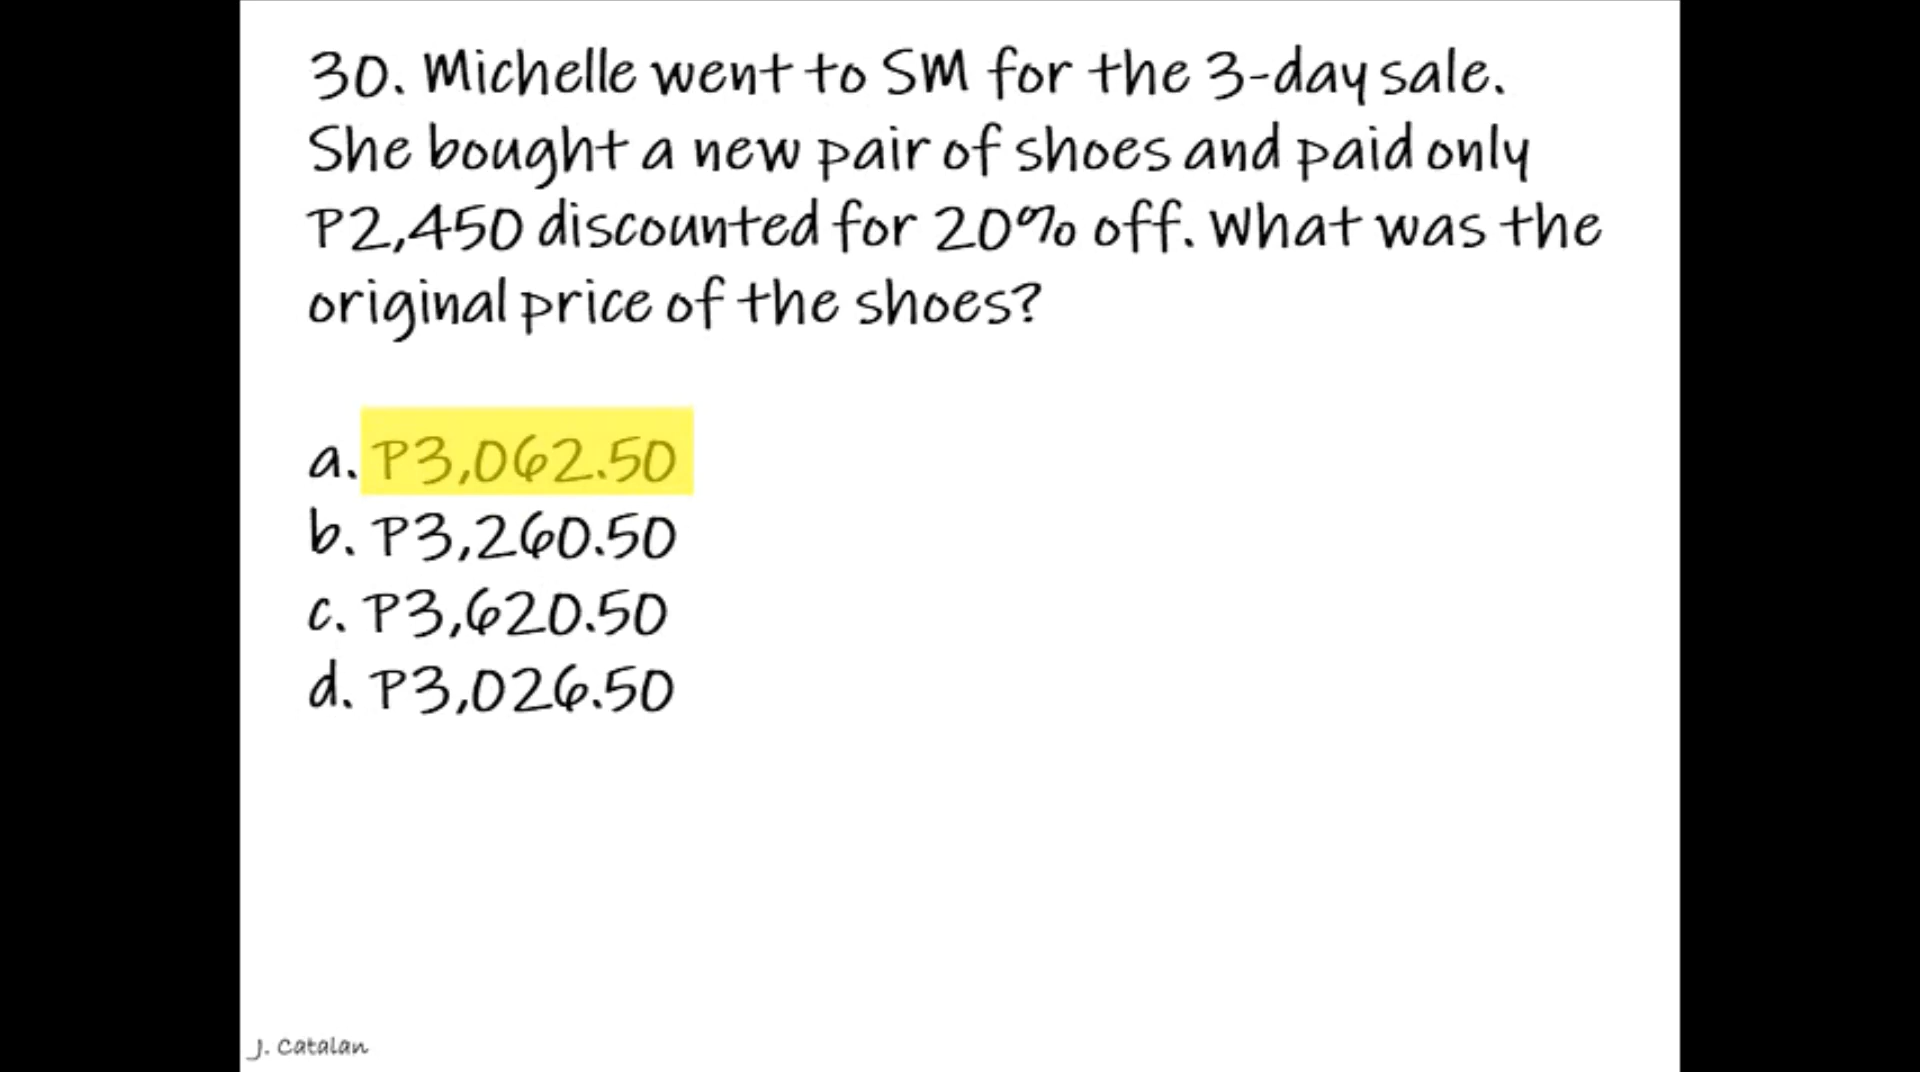 30. Michelle went to SM for the 3-day sale.
She bought a new pair of shoes and paid only
P2,450 discounted for 20% off. What was the
original price of the shoes?
a. P3,062.50
b. P3,260.50
c. P3,620.50
d. P3,026.50
J. Catalan